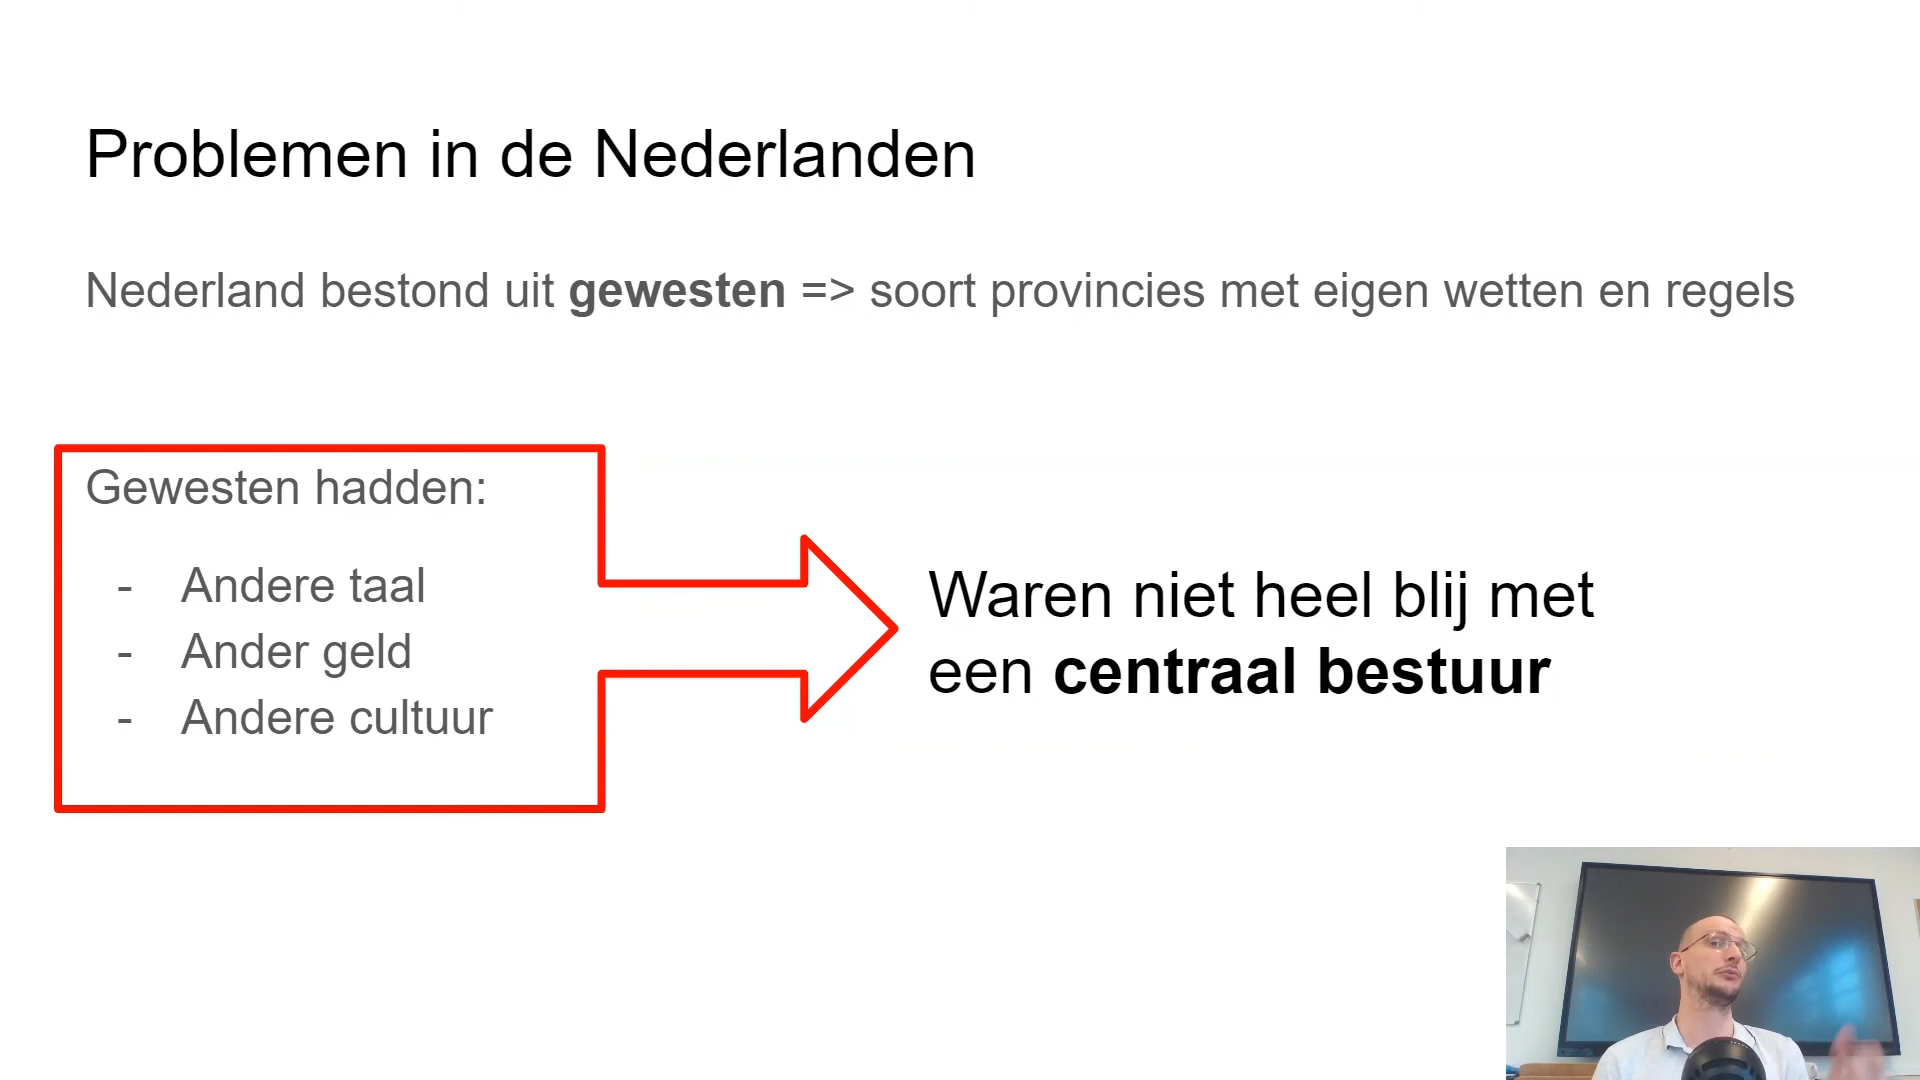 Problemen in de Nederlanden
Nederland bestond uit gewesten => soort provincies met eigen wetten en regels
Gewesten hadden:
- Andere taal
- Ander geld
- Andere cultuur
Waren niet heel blij met
een centraal bestuur